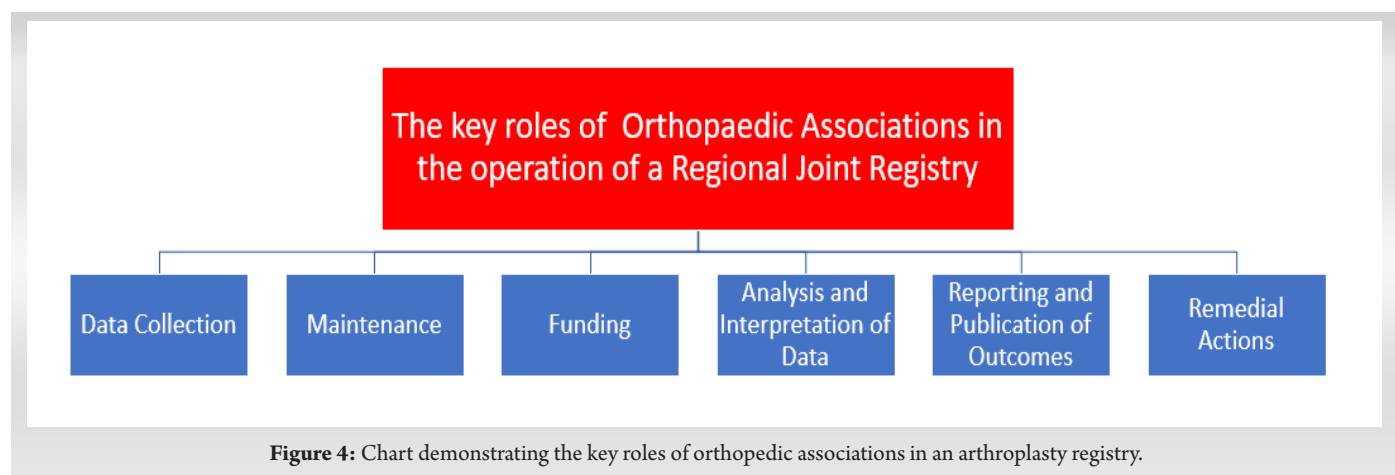 The key roles of Orthopaedic Associations in
the operation of a Regional Joint Registry
Data Collection
Maintenance
Funding
Analysis and
Interpretation of
Data
Reporting and
Publication of
Outcomes
Remedial
Actions
Figure 4: Chart demonstrating the key roles of orthopedic associations in an arthroplasty registry.